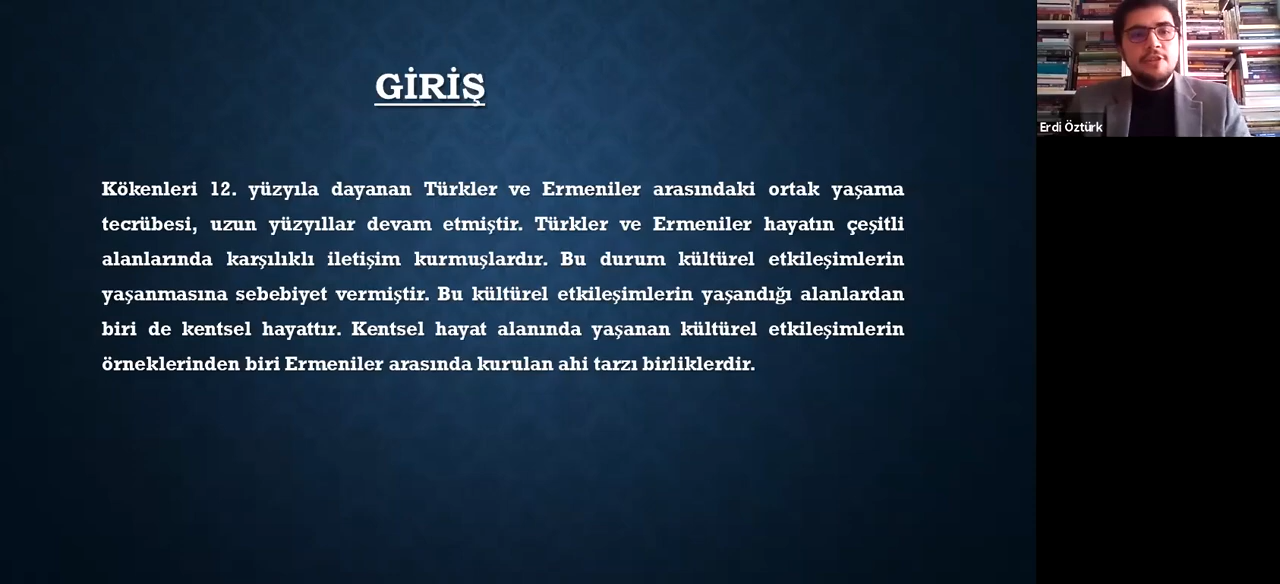 GİRİŞ
Kökenleri 12. yüzyıla dayanan Türkler ve Ermeniler arasındaki ortak yaşama
tecrübesi, uzun yüzyıllar devam etmiştir. Türkler ve Ermeniler hayatın çeşitli
alanlarında karşılıklı iletişim kurmuşlardır. Bu durum kültürel etkileşimlerin
yaşanmasına sebebiyet vermiştir. Bu kültürel etkileşimlerin yaşandığı alanlardan
biri de kentsel hayattır. Kentsel hayat alanında yaşanan kültürel etkileşimlerin
örneklerinden biri Ermeniler arasında kurulan ahi tarzı birliklerdir.
Erdi Öztürk